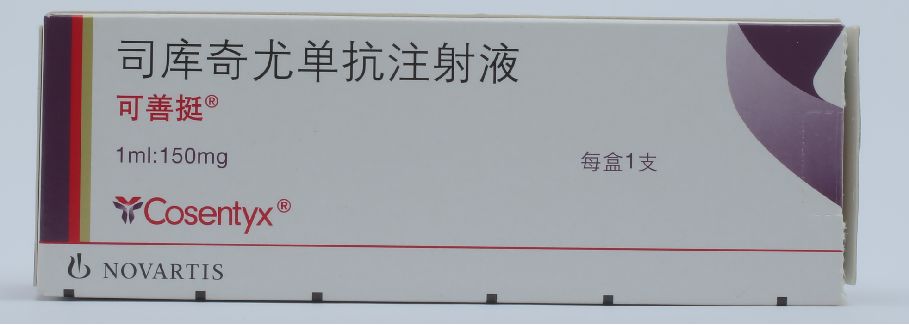 司库奇尤单抗注射液
可善挺®
1ml:150mg
每盒1支
Cosentyx®
NOVARTIS